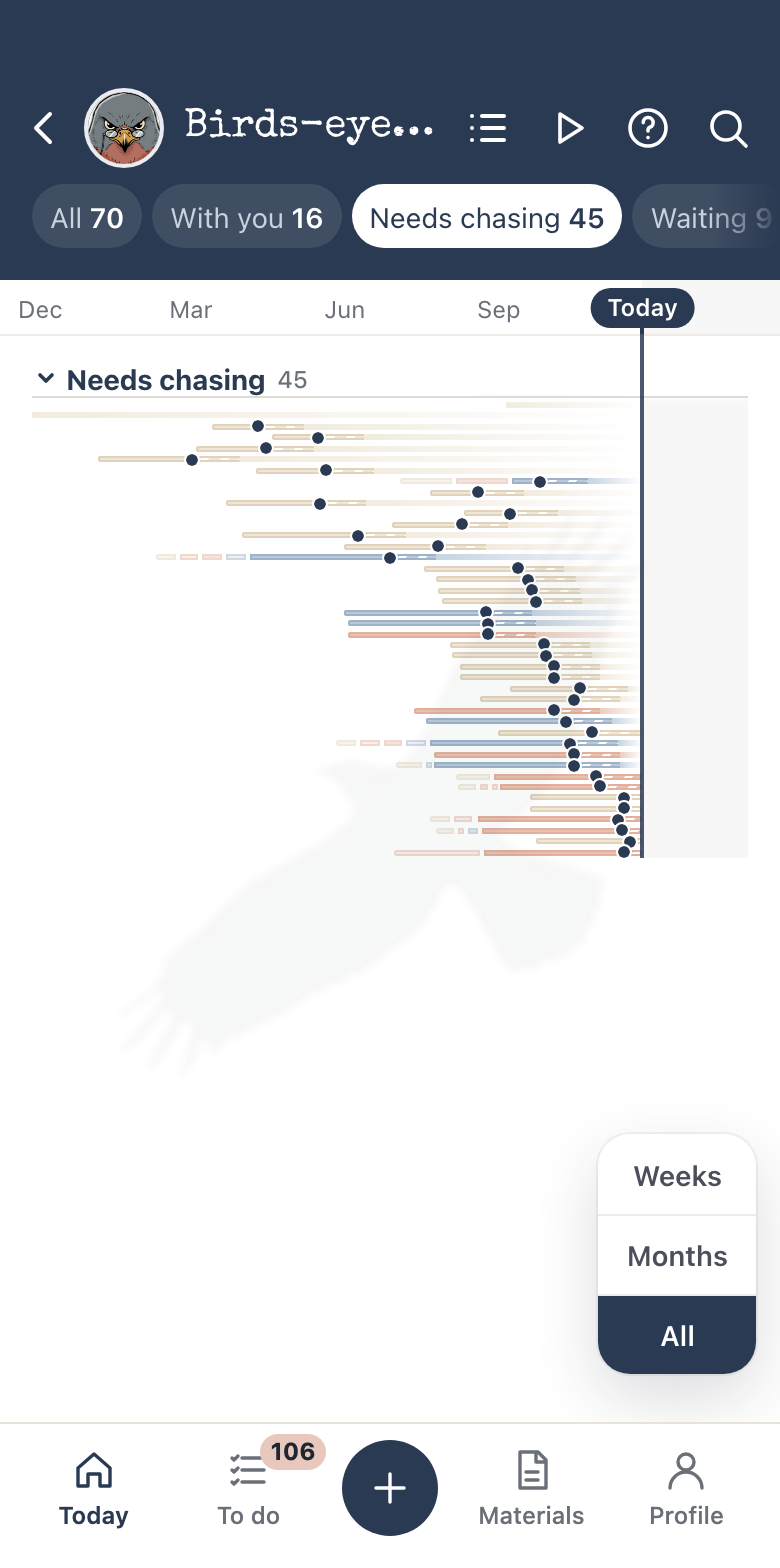 Birds-eye...
All 70
With you 16
Needs chasing 45
Waiting 9
Dec Mar Jun Sep Today
Needs chasing 45
Weeks
Months
All
106
Today To do Materials Profile